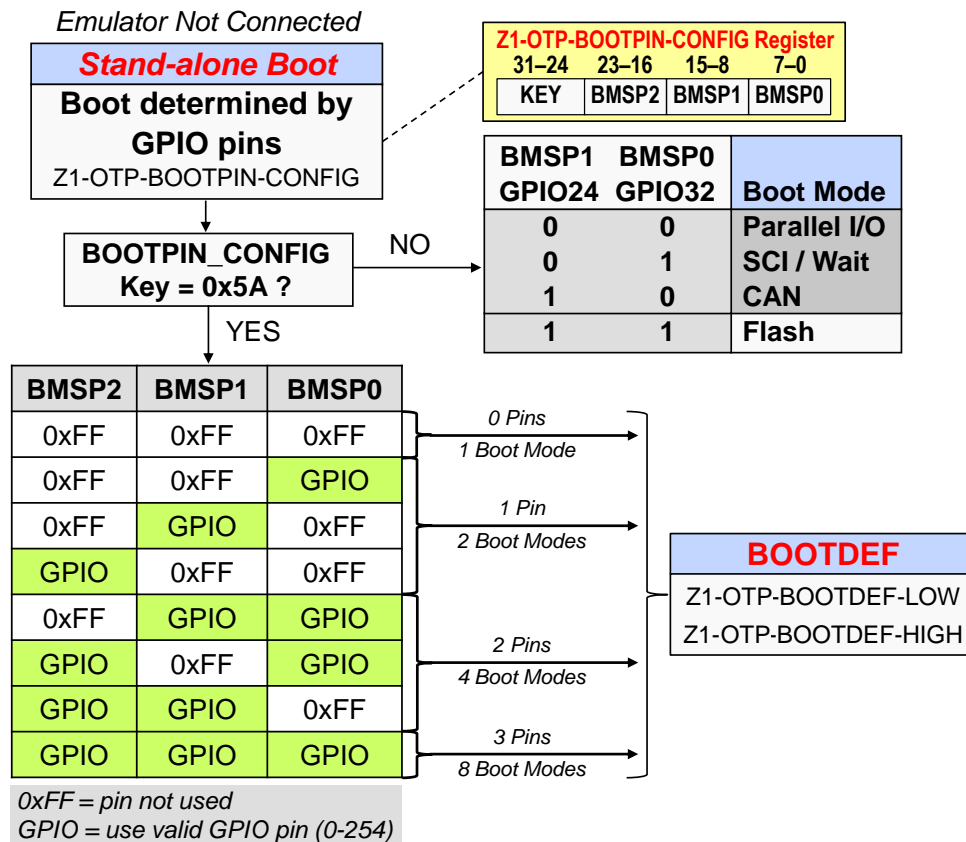 Emulator Not Connected
Stand-alone Boot
Boot determined by
GPIO pins
Z1-OTP-BOOTPIN-CONFIG
Z1-OTP-BOOTPIN-CONFIG Register
31–24 23–16 15–8 7–0
KEY BMSP2 BMSP1 BMSP0
BMSP1 BMSP0
GPIO24 GPIO32 Boot Mode
0 0 Parallel I/O
0 1 SCI / Wait
1 0 CAN
1 1 Flash
BOOTPIN_CONFIG
Key = 0x5A ?
NO
YES
BMSP2 BMSP1 BMSP0
0xFF 0xFF 0xFF
0xFF 0xFF GPIO
0xFF GPIO 0xFF
GPIO 0xFF 0xFF
0xFF GPIO GPIO
GPIO 0xFF GPIO
GPIO GPIO 0xFF
GPIO GPIO GPIO
0 Pins
1 Boot Mode
1 Pin
2 Boot Modes
2 Pins
4 Boot Modes
3 Pins
8 Boot Modes
BOOTDEF
Z1-OTP-BOOTDEF-LOW
Z1-OTP-BOOTDEF-HIGH
0xFF = pin not used
GPIO = use valid GPIO pin (0-254)